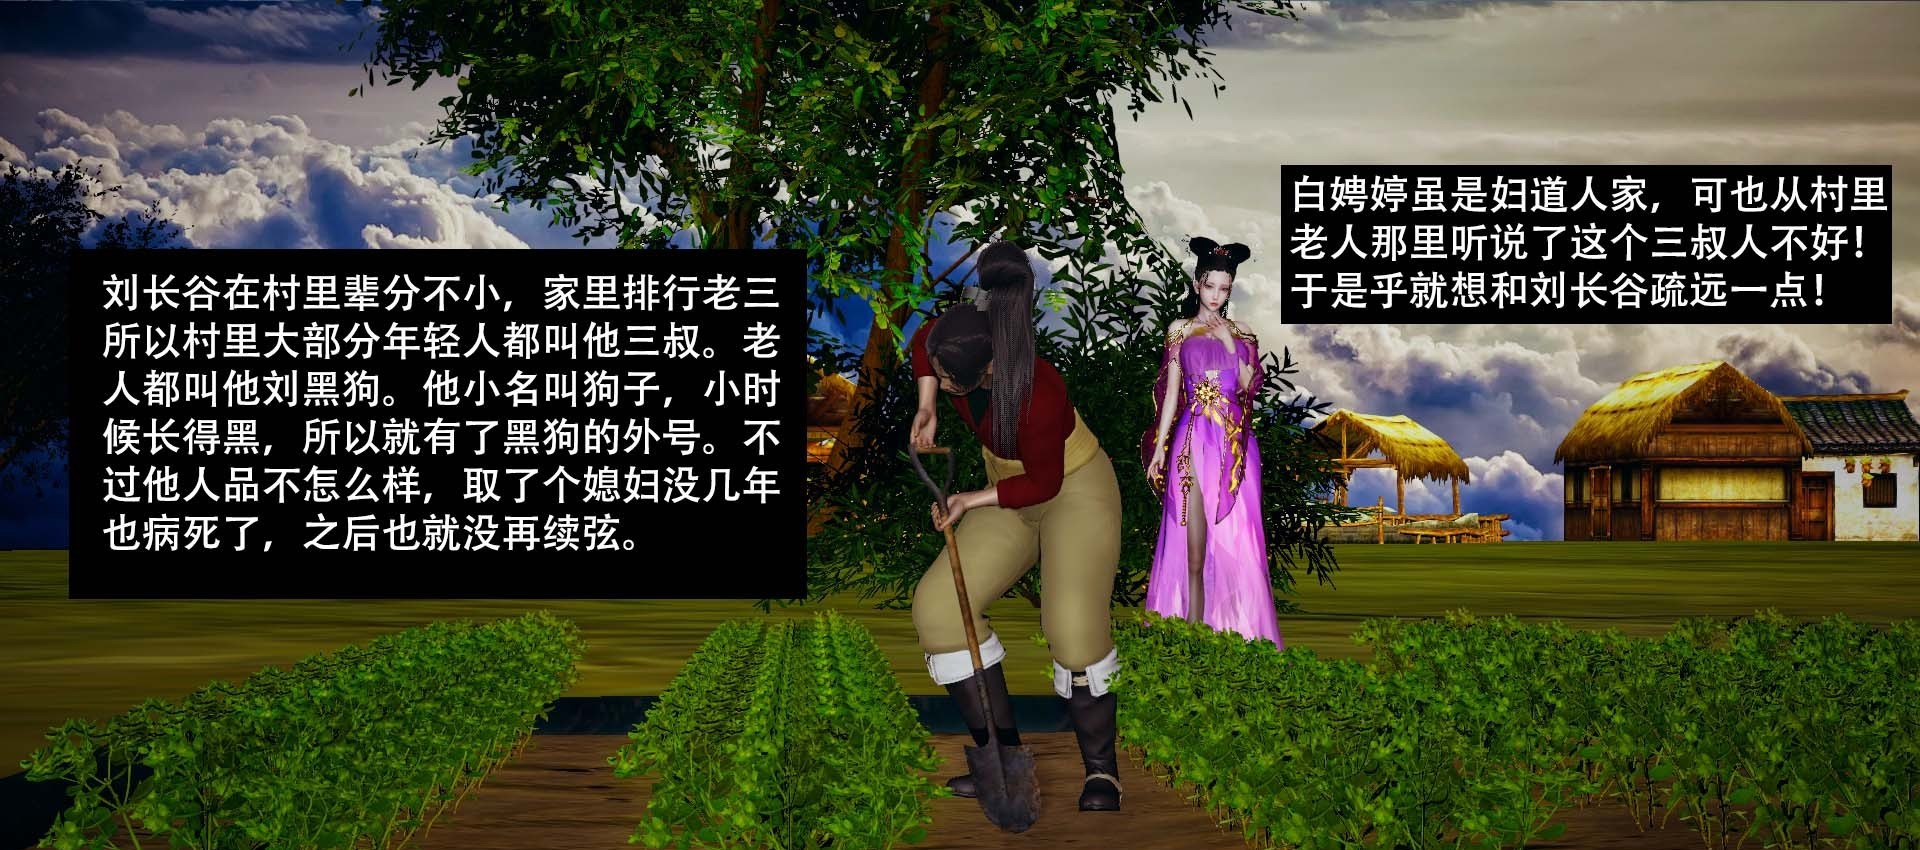 刘长谷在村里辈分不小，家里排行老三
所以村里大部分年轻人都叫他三叔。老
人都叫他刘黑狗。他小名叫狗子，小时
候长得黑，所以就有了黑狗的外号。不
过他人品不怎么样，取了个媳妇没几年
也病死了，之后也就没再续弦。
白娉婷虽是妇道人家，可也从村里
老人那里听说了这个三叔人不好！
于是乎就想和刘长谷疏远一点！